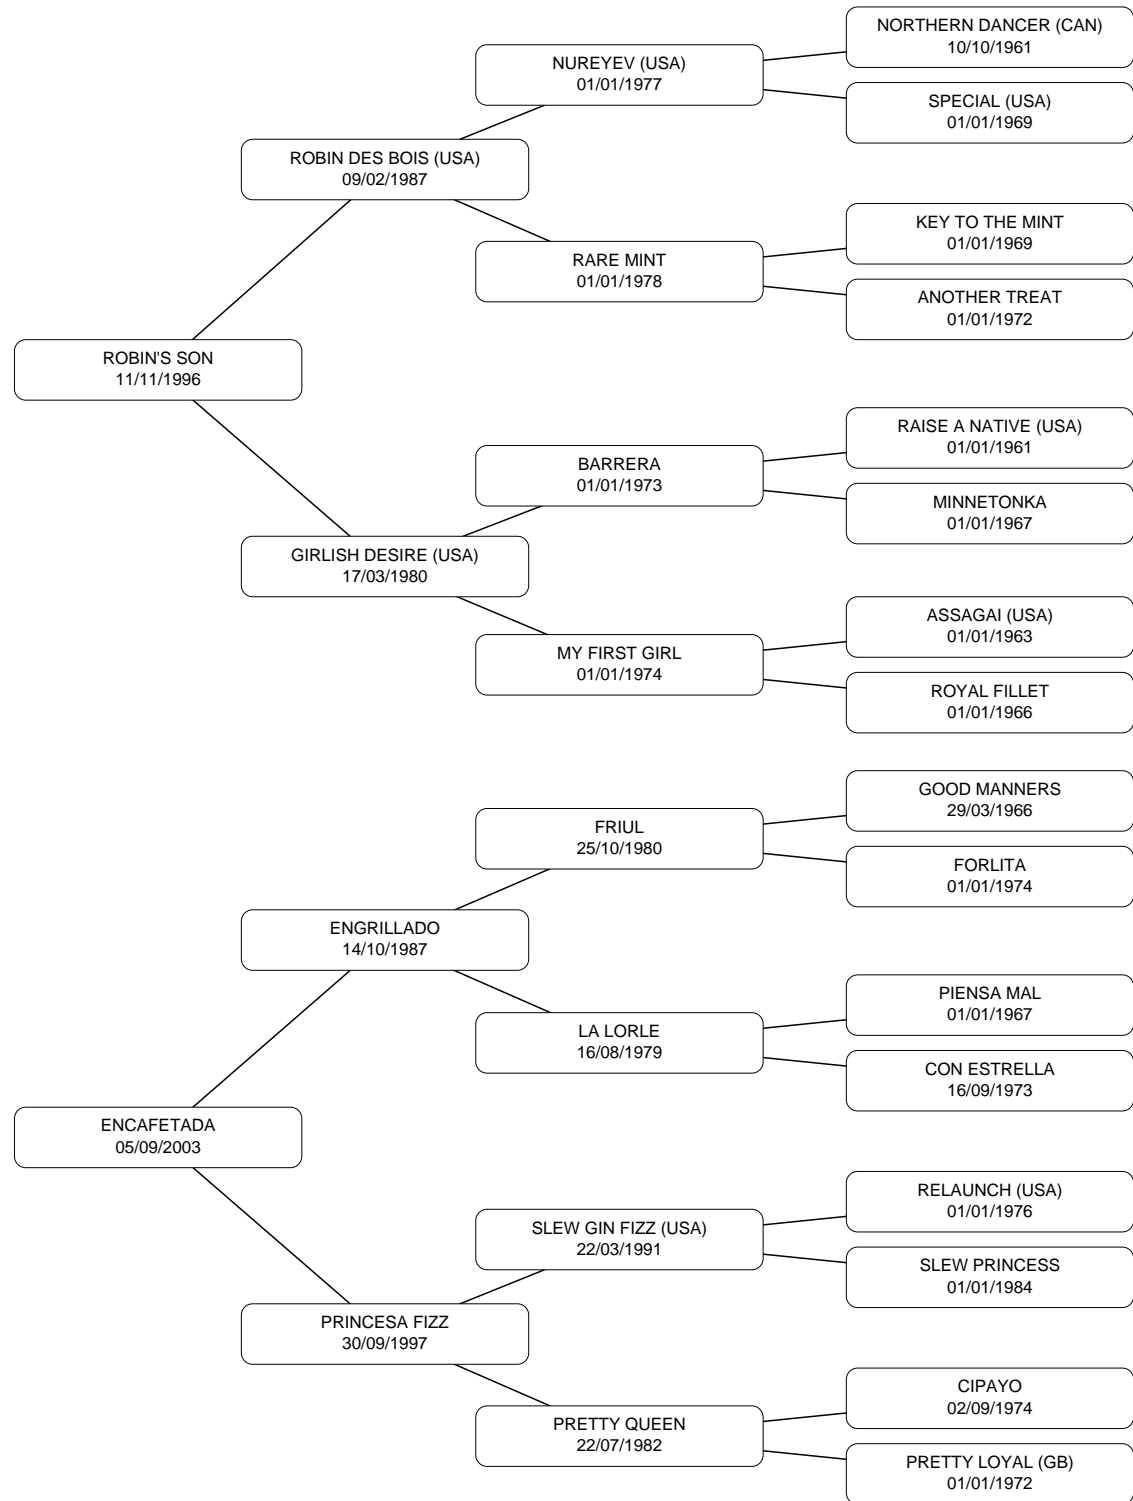 NORTHERN DANCER (CAN)
10/10/1961
NUREYEV (USA)
01/01/1977
SPECIAL (USA)
01/01/1969
ROBIN DES BOIS (USA)
09/02/1987
KEY TO THE MINT
01/01/1969
RARE MINT
01/01/1978
ANOTHER TREAT
01/01/1972
ROBIN'S SON
11/11/1996
RAISE A NATIVE (USA)
01/01/1961
BARRERA
01/01/1973
MINNETONKA
01/01/1967
GIRLISH DESIRE (USA)
17/03/1980
ASSAGAI (USA)
01/01/1963
MY FIRST GIRL
01/01/1974
ROYAL FILLET
01/01/1966
GOOD MANNERS
29/03/1966
FRIUL
25/10/1980
FORLITA
01/01/1974
ENGRILLADO
14/10/1987
PIENSA MAL
01/01/1967
LA LORLE
16/08/1979
CON ESTRELLA
16/09/1973
ENCAFETADA
05/09/2003
RELAUNCH (USA)
01/01/1976
SLEW GIN FIZZ (USA)
22/03/1991
SLEW PRINCESS
01/01/1984
PRINCESA FIZZ
30/09/1997
CIPAYO
02/09/1974
PRETTY QUEEN
22/07/1982
PRETTY LOYAL (GB)
01/01/1972